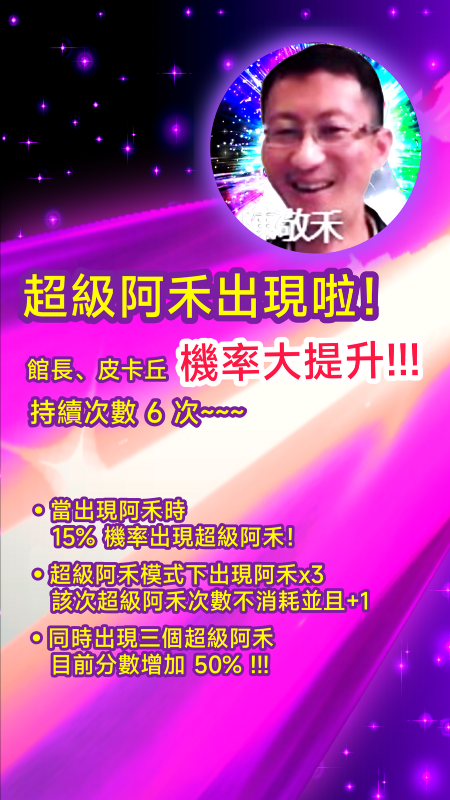 敬禾
超級阿禾出現啦!
館長、皮卡丘 機率大提升!!!
持續次數 6 次~~~
•當出現阿禾時
15% 機率出現超級阿禾!
•超級阿禾模式下出現阿禾x3
該次超級阿禾次數不消耗並且+1
•同時出現三個超級阿禾
目前分數增加 50% !!!